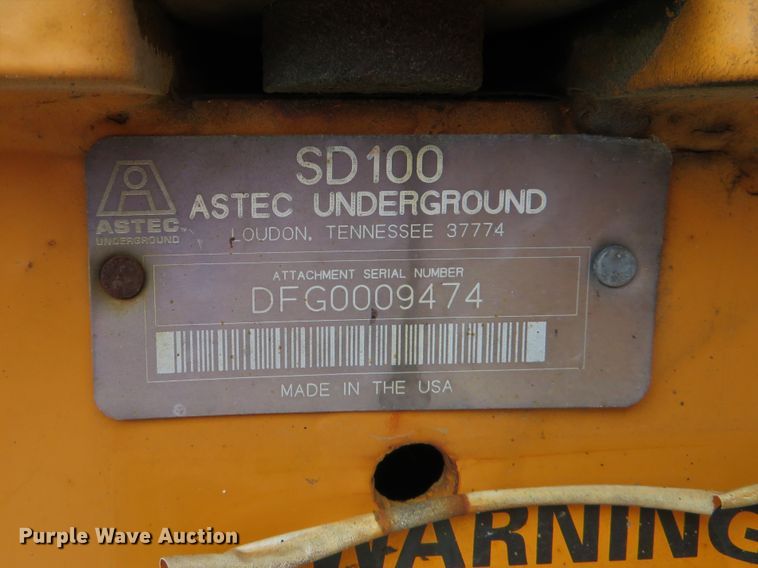 SD100
ASTEC UNDERGROUND
LOUDON, TENNESSEE 37774
ASTEC
UNDERGROUND
ATTACHMENT SERIAL NUMBER
DFG0009474
MADE IN THE USA
WARNING
Purple Wave Auction®